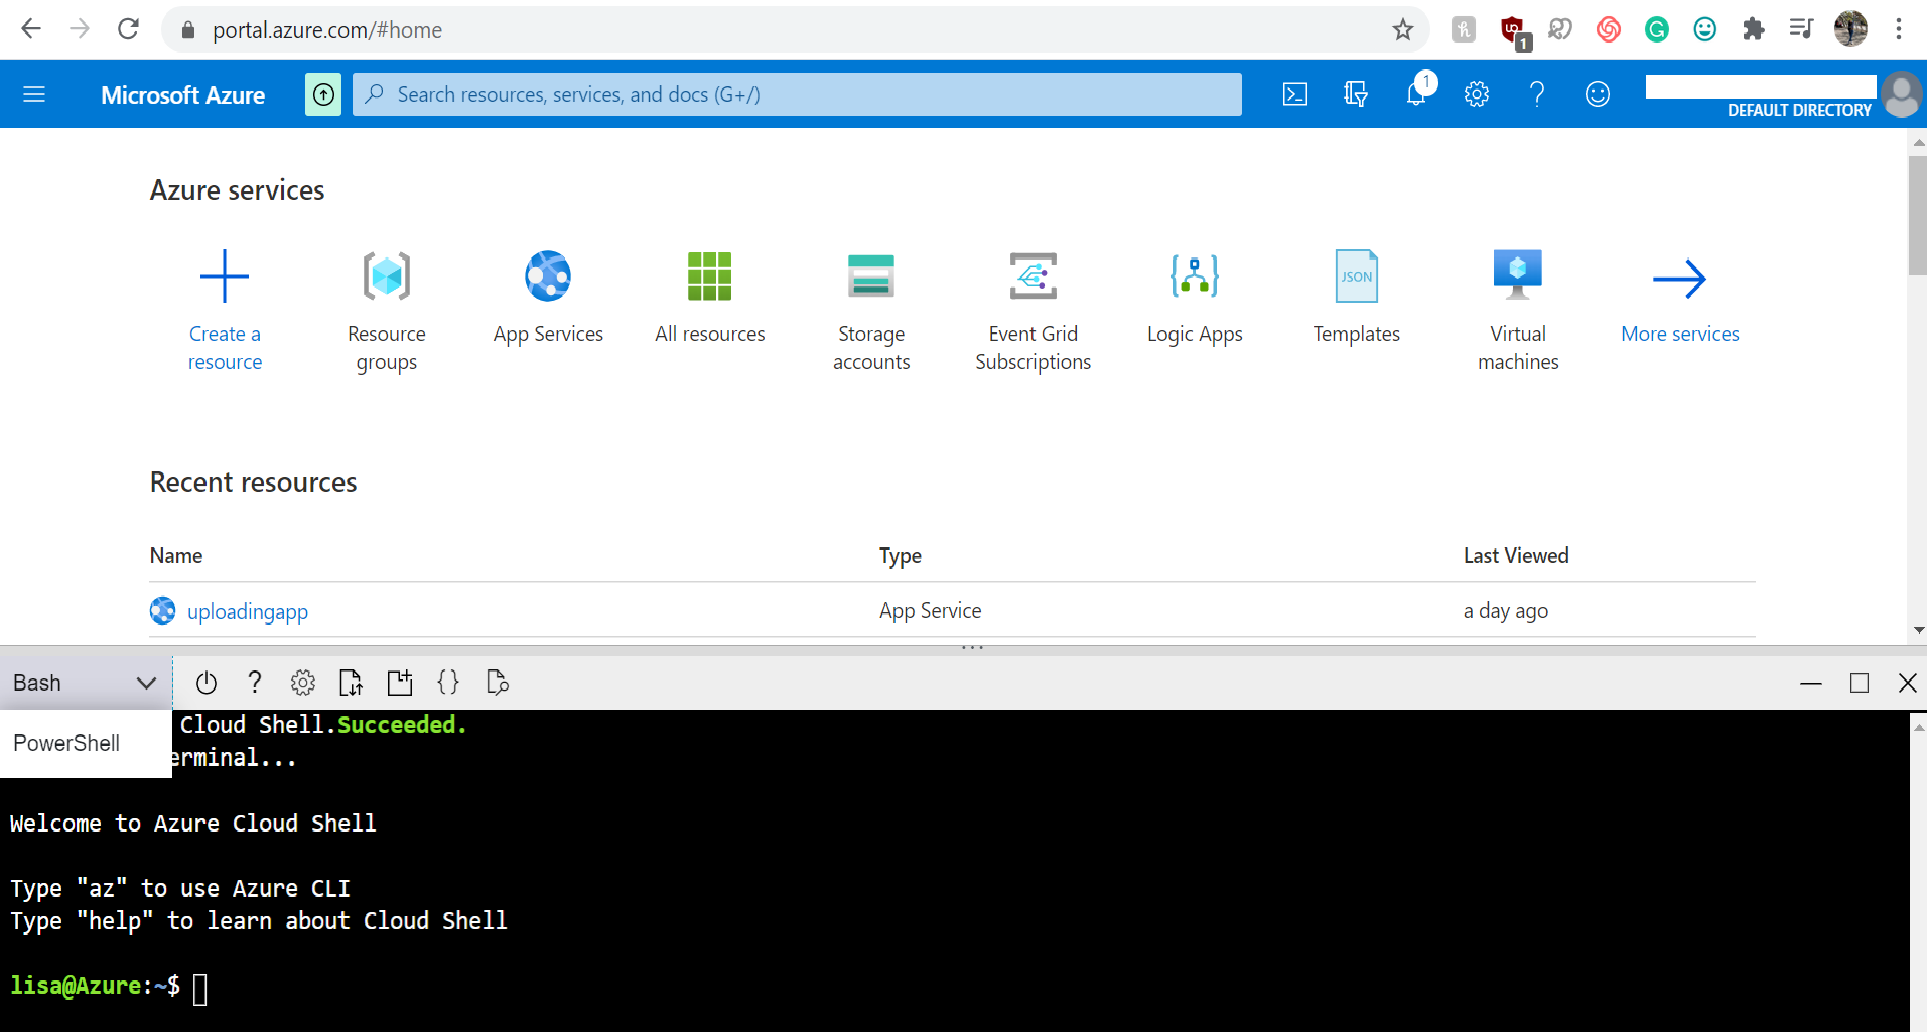 portal.azure.com/#home
1
Microsoft Azure
Search resources, services, and docs (G+/)
1
DEFAULT DIRECTORY
Azure services
Create a
resource
Resource
groups
App Services
All resources
Storage
accounts
Event Grid
Subscriptions
Logic Apps
JSON
Templates
Virtual
machines
More services
Recent resources
Name Type Last Viewed
uploadingapp App Service a day ago
Bash
PowerShell
Cloud Shell.Succeeded.
erminal...
Welcome to Azure Cloud Shell
Type "az" to use Azure CLI
Type "help" to learn about Cloud Shell
lisa@Azure:~$